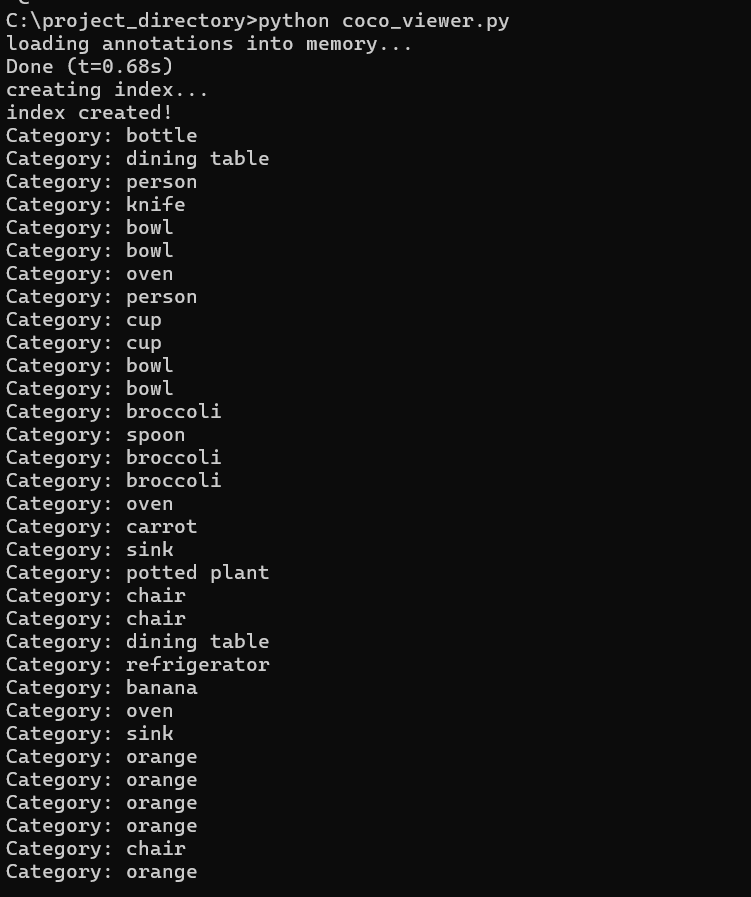 C:\project_directory>python coco_viewer.py
loading annotations into memory...
Done (t=0.68s)
creating index...
index created!
Category: bottle
Category: dining table
Category: person
Category: knife
Category: bowl
Category: bowl
Category: oven
Category: person
Category: cup
Category: cup
Category: bowl
Category: bowl
Category: broccoli
Category: spoon
Category: broccoli
Category: broccoli
Category: oven
Category: carrot
Category: sink
Category: potted plant
Category: chair
Category: chair
Category: dining table
Category: refrigerator
Category: banana
Category: oven
Category: sink
Category: orange
Category: orange
Category: orange
Category: orange
Category: chair
Category: orange